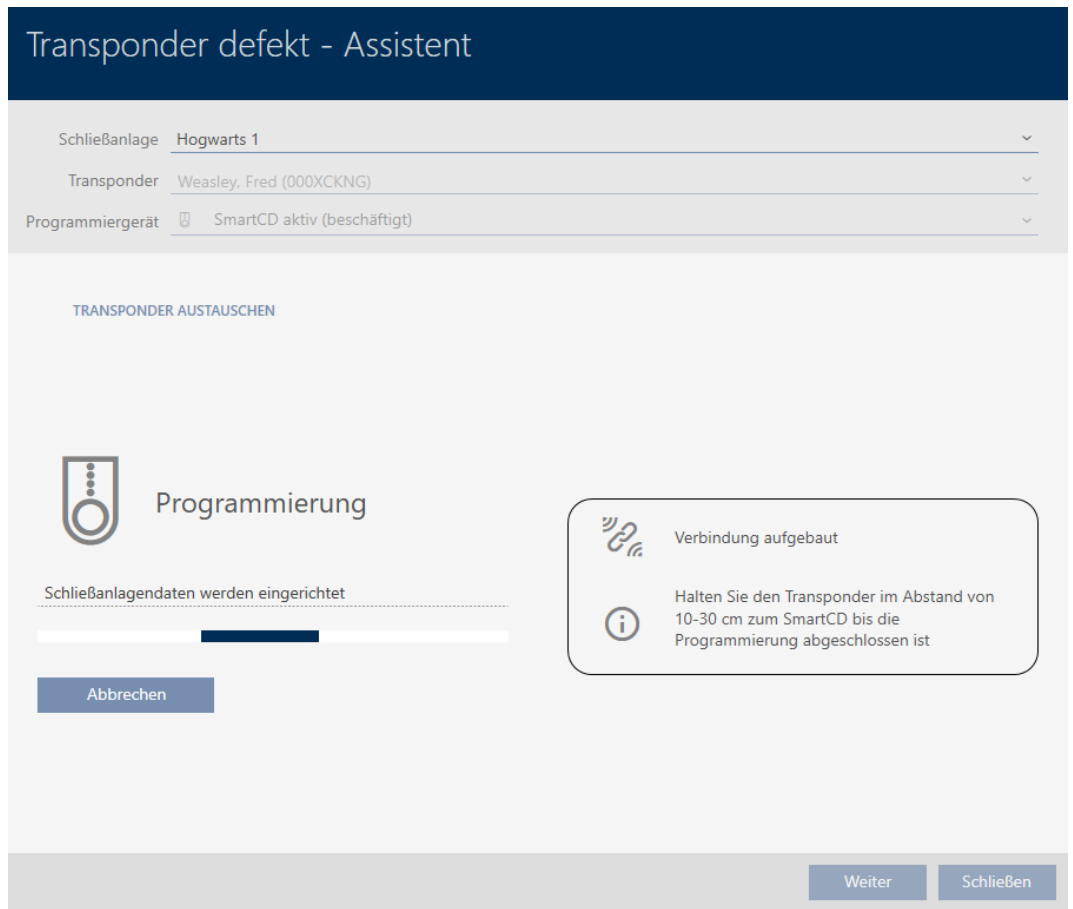 Transponder defekt - Assistent
Schließanlage Hogwarts 1
Transponder Weasley, Fred (000XCKNG)
Programmiergerät SmartCD aktiv (beschäftigt)
TRANSPONDER AUSTAUSCHEN
Programmierung
Schließanlagendaten werden eingerichtet
Abbrechen
Verbindung aufgebaut
Halten Sie den Transponder im Abstand von
10-30 cm zum SmartCD bis die
Programmierung abgeschlossen ist
Weiter Schließen